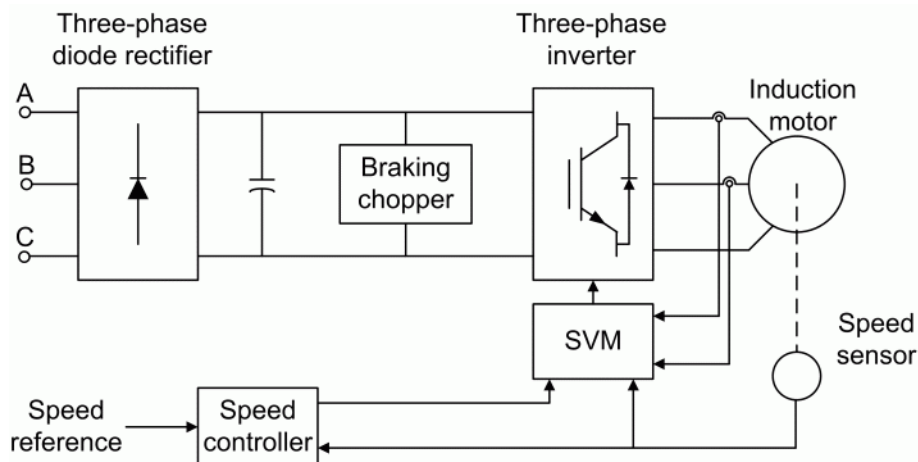 Three-phase
diode rectifier
Three-phase
inverter
A
B
C
Braking
chopper
Induction
motor
SVM
Speed
sensor
Speed
reference
Speed
controller